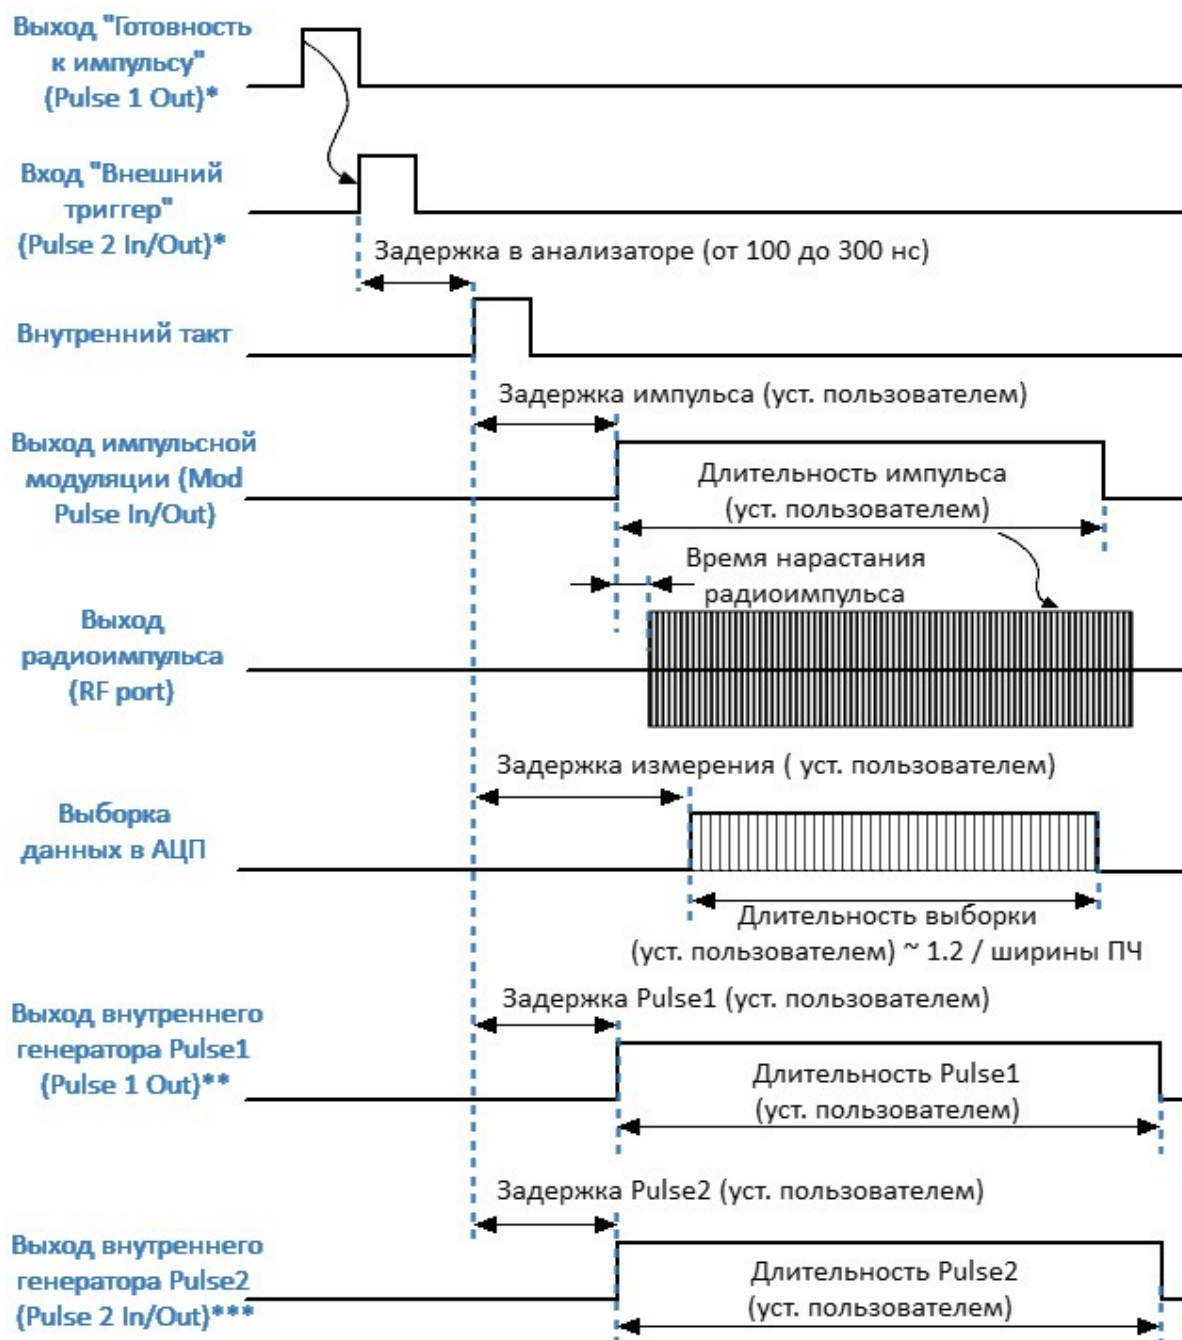 Выход "Готовность
к импульсу"
(Pulse 1 Out)*
Вход "Внешний
триггер"
(Pulse 2 In/Out)*
Задержка в анализаторе (от 100 до 300 нс)
Внутренний такт
Задержка импульса (уст. пользователем)
Выход импульсной
модуляции (Mod
Pulse In/Out)
Длительность импульса
(уст. пользователем)
Время нарастания
радиоимпульса
Выход
радиоимпульса
(RF port)
Задержка измерения ( уст. пользователем)
Выборка
данных в АЦП
Длительность выборки
(уст. пользователем) ~ 1.2 / ширины ПЧ
Задержка Pulse1 (уст. пользователем)
Выход внутреннего
генератора Pulse1
(Pulse 1 Out)**
Длительность Pulse1
(уст. пользователем)
Задержка Pulse2 (уст. пользователем)
Выход внутреннего
генератора Pulse2
(Pulse 2 In/Out)***
Длительность Pulse2
(уст. пользователем)